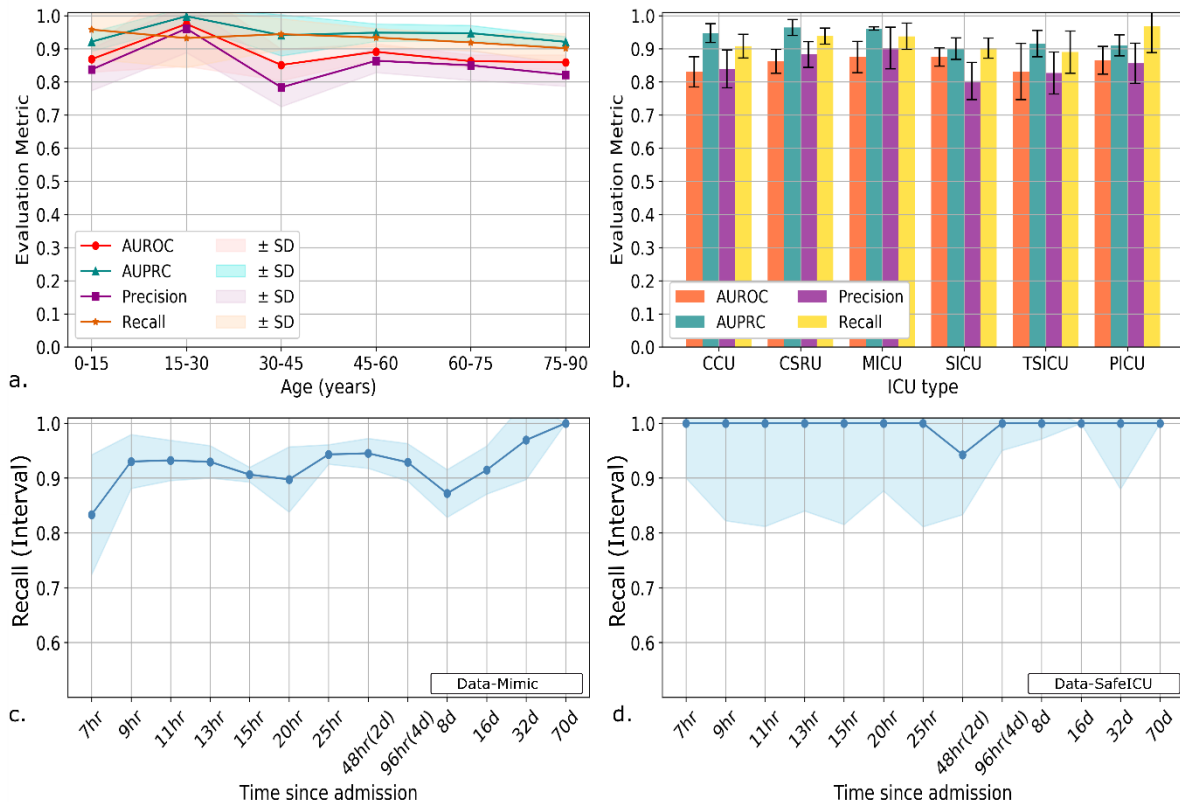 Evaluation Metric
1.0
0.9
0.8
0.7
0.6
0.5
0.4
0.3
0.2
0.1
0.0
AUROC ± SD
AUPRC ± SD
Precision ± SD
Recall ± SD
0-15 15-30 30-45 45-60 60-75 75-90
Age (years)
a.
Evaluation Metric
1.0
0.9
0.8
0.7
0.6
0.5
0.4
0.3
0.2
0.1
0.0
AUROC Precision
AUPRC Recall
CCU CSRU MICU SICU TSICU PICU
ICU type
b.
Recall (Interval)
1.0
0.9
0.8
0.7
0.6
Data-Mimic
c.
7hr 9hr 11hr 13hr 15hr 20hr 25hr 48hr(2d) 96hr(4d) 8d 16d 32d 70d
Time since admission
Recall (Interval)
1.0
0.9
0.8
0.7
0.6
Data-SafeICU
d.
7hr 9hr 11hr 13hr 15hr 20hr 25hr 48hr(2d) 96hr(4d) 8d 16d 32d 70d
Time since admission